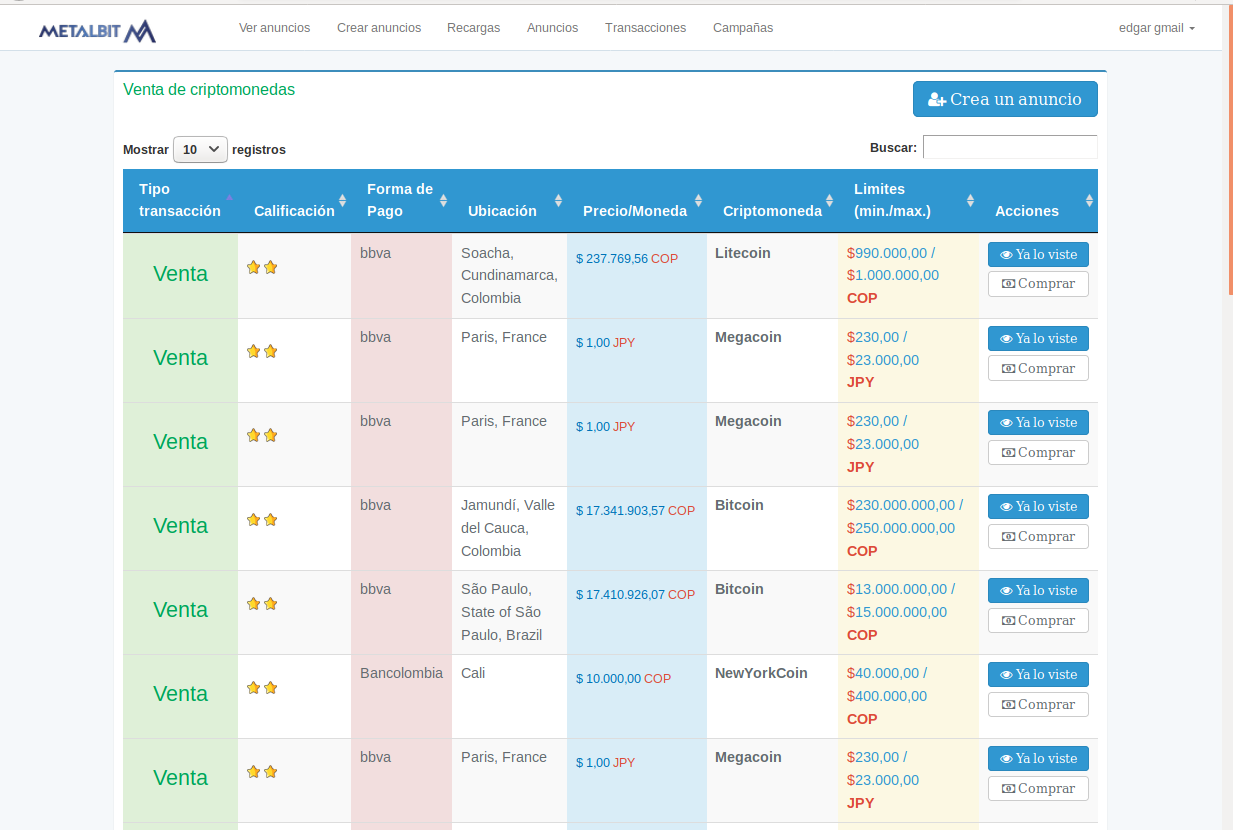 METALBIT
Ver anuncios Crear anuncios Recargas Anuncios Transacciones Campañas edgar gmail
Venta de criptomonedas
Crea un anuncio
Mostrar 10 registros
Buscar:
Tipo transacción Calificación Forma de Pago Ubicación Precio/Moneda Criptomoneda Limites (min./max.) Acciones
Venta bbva Soacha, $ 237.769,56 COP Litecoin $990.000,00 / Ya lo viste
Cundinamarca, $1.000.000,00 Comprar
Colombia COP
Venta bbva Paris, France $ 1,00 JPY Megacoin $230,00 / Ya lo viste
$23.000,00 Comprar
JPY
Venta bbva Paris, France $ 1,00 JPY Megacoin $230,00 / Ya lo viste
$23.000,00 Comprar
JPY
Venta bbva Jamundí, Valle $ 17.341.903,57 COP Bitcoin $230.000.000,00 / Ya lo viste
del Cauca, $250.000.000,00 Comprar
Colombia COP
Venta bbva São Paulo, $ 17.410.926,07 COP Bitcoin $13.000.000,00 / Ya lo viste
State of São $15.000.000,00 Comprar
Paulo, Brazil COP
Venta Bancolombia Cali $ 10.000,00 COP NewYorkCoin $40.000,00 / Ya lo viste
$400.000,00 Comprar
COP
Venta bbva Paris, France $ 1,00 JPY Megacoin $230,00 / Ya lo viste
$23.000,00 Comprar
JPY